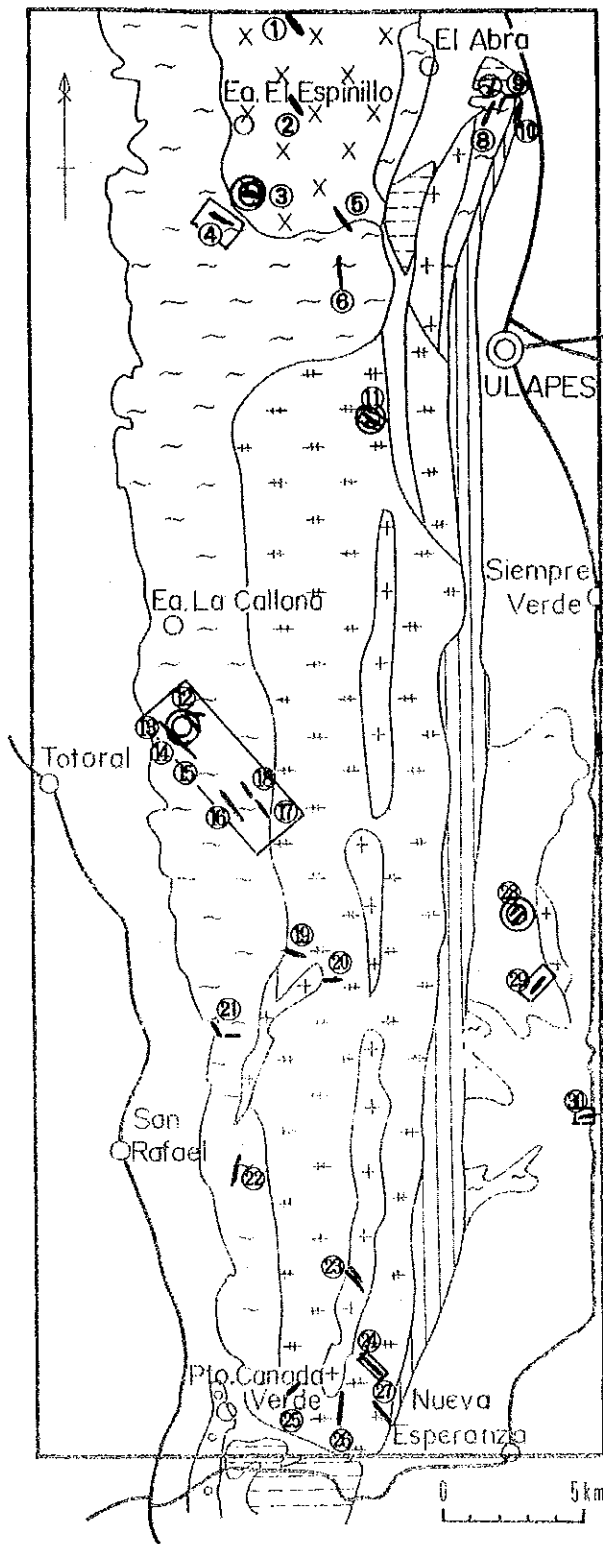 ①
El Abra
Ea. El Espinillo
②
⑦ ⑨
⑧ ⑩
③ ⑤
④
⑥
ULAPES
⑪
Siempre
Verde
Ea. La Callana
⑫
⑬
⑭
⑮
⑱
⑯ ⑰
Totoral
㉘
⑲
⑳
㉙
㉑
㉚
San
Rafael
㉒
㉓
㉔
Pto. Canada
Verde
㉗
Nueva
Esperanza
㉕
㉖
0 5km